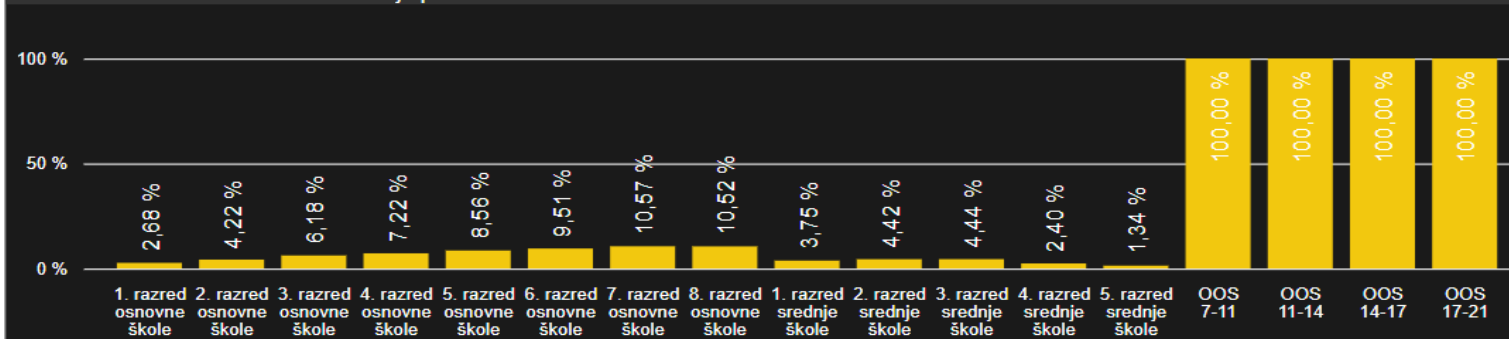 100 %
50 %
0 %
2,68 %
4,22 %
6,18 %
7,22 %
8,56 %
9,51 %
10,57 %
10,52 %
3,75 %
4,42 %
4,44 %
2,40 %
1,34 %
100,00 %
100,00 %
100,00 %
100,00 %
1. razred osnovne škole
2. razred osnovne škole
3. razred osnovne škole
4. razred osnovne škole
5. razred osnovne škole
6. razred osnovne škole
7. razred osnovne škole
8. razred osnovne škole
1. razred srednje škole
2. razred srednje škole
3. razred srednje škole
4. razred srednje škole
5. razred srednje škole
OOS 7-11
OOS 11-14
OOS 14-17
OOS 17-21